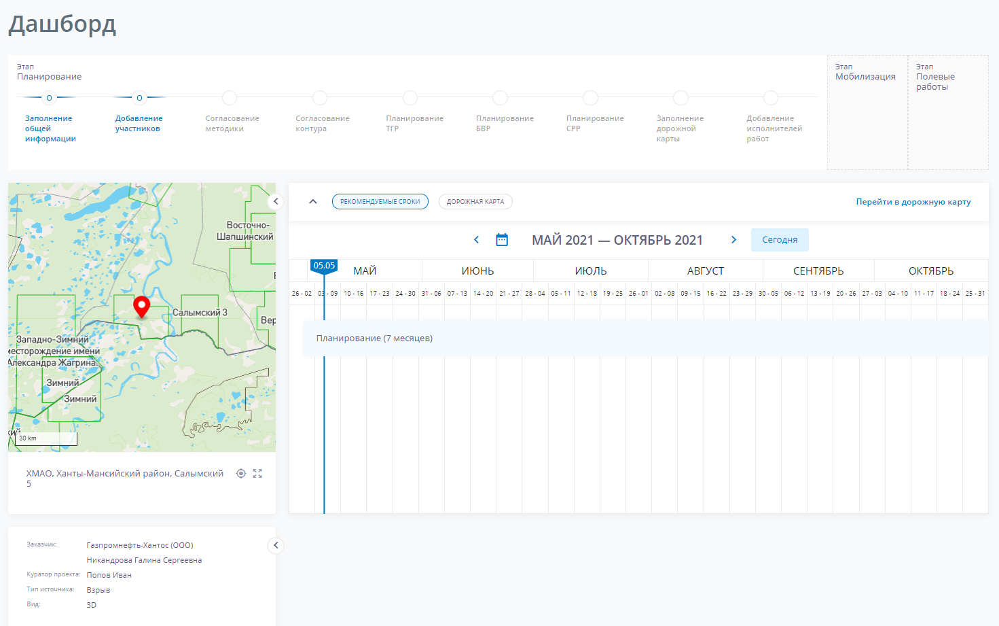 Дашборд
Этап
Планирование
Этап
Мобилизация
Этап
Полевые
работы
Заполнение
общей
информации
Добавление
участников
Согласование
методики
Согласование
контура
Планирование
ТГР
Планирование
БВР
Планирование
СРР
Заполнение
дорожной
карты
Добавление
исполнителей
работ
Восточно-
Шапшинский
Салымский 3
Вер
Западно-Зимний
месторождение имени
Александра Жагрина
Зимний
Зимний
кий
30 km
ХМАО, Ханты-Мансийский район, Салымский
5
РЕКОМЕНДУЕМЫЕ СРОКИ
ДОРОЖНАЯ КАРТА
Перейти в дорожную карту
МАЙ 2021 — ОКТЯБРЬ 2021
Сегодня
05.05
МАЙ ИЮНЬ ИЮЛЬ АВГУСТ СЕНТЯБРЬ ОКТЯБРЬ
26 - 02 03 - 09 10 - 16 17 - 23 24 - 30 31 - 06 07 - 13 14 - 20 21 - 27 28 - 04 05 - 11 12 - 18 19 - 25 26 - 01 02 - 08 09 - 15 16 - 22 23 - 29 30 - 05 06 - 12 13 - 19 20 - 26 27 - 03 04 - 10 11 - 17 18 - 24 25 - 31
Планирование (7 месяцев)
Заказчик: Газпромнефть-Хантос (ООО)
Никандрова Галина Сергеевна
Куратор проекта: Попов Иван
Тип источника: Взрыв
Вид: 3D